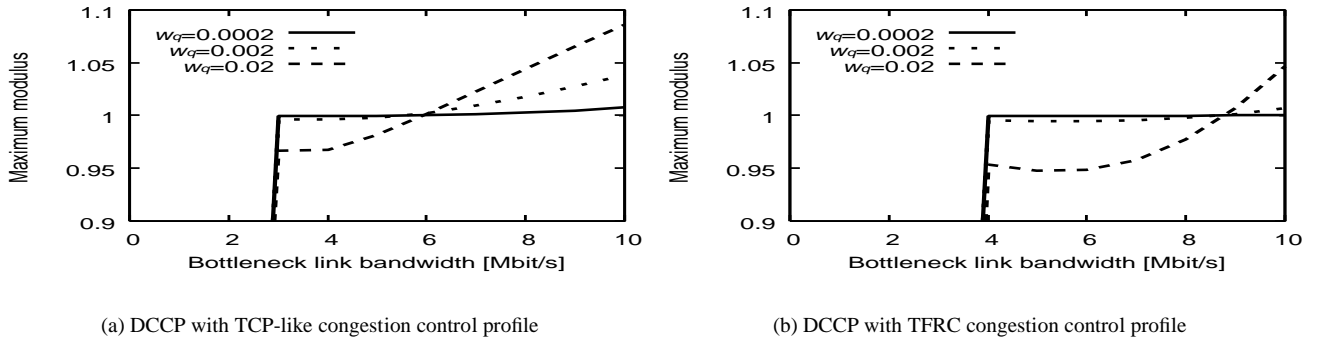 1.1
1.05
1
0.95
0.9
Maximum modulus
wq=0.0002
wq=0.002
wq=0.02
0 2 4 6 8 10
Bottleneck link bandwidth [Mbit/s]
(a) DCCP with TCP-like congestion control profile
1.1
1.05
1
0.95
0.9
Maximum modulus
wq=0.0002
wq=0.002
wq=0.02
0 2 4 6 8 10
Bottleneck link bandwidth [Mbit/s]
(b) DCCP with TFRC congestion control profile